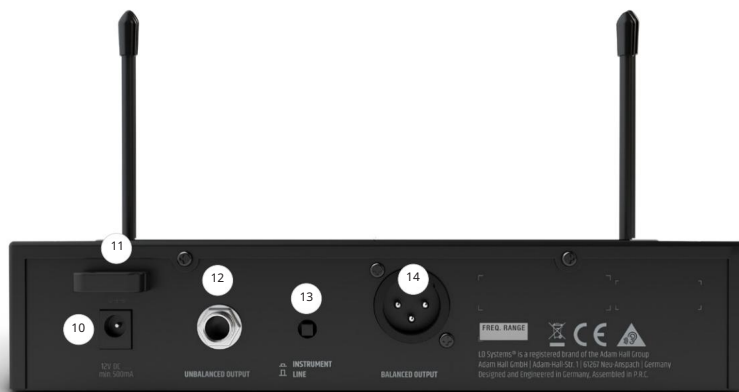 11
12
13
14
10
FREQ. RANGE
12V DC
min 500mA
UNBALANCED OUTPUT
INSTRUMENT
LINE
BALANCED OUTPUT
LD Systems® is a registered brand of the Adam Hall Group
Adam Hall GmbH | Adam-Hall-Str. 1 | 61267 Neu-Anspach | Germany
Designed and Engineered in Germany, Assembled in P.R.C.